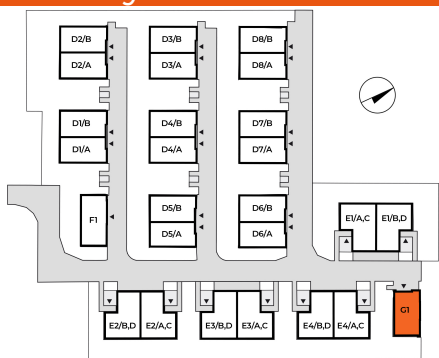 D2/B D3/B D8/B
D2/A D3/A D8/A
D1/B D4/B D7/B
D1/A D4/A D7/A
F1 D5/B D6/B
D5/A D6/A
E1/A,C E1/B,D
G1
E2/B,D E2/A,C E3/B,D E3/A,C E4/B,D E4/A,C